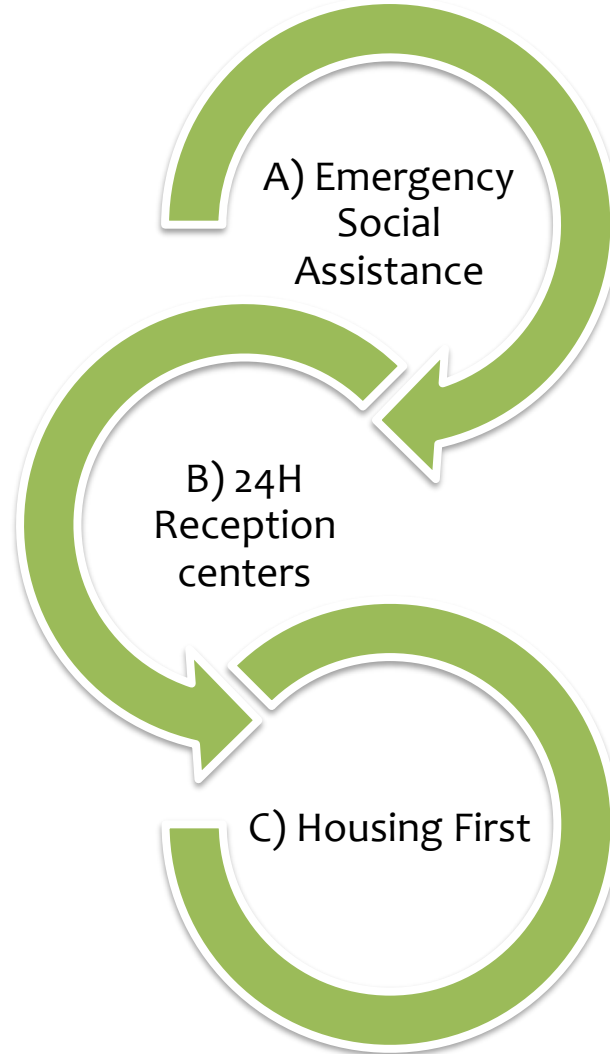 A) Emergency
Social
Assistance
B) 24H
Reception
centers
C) Housing First